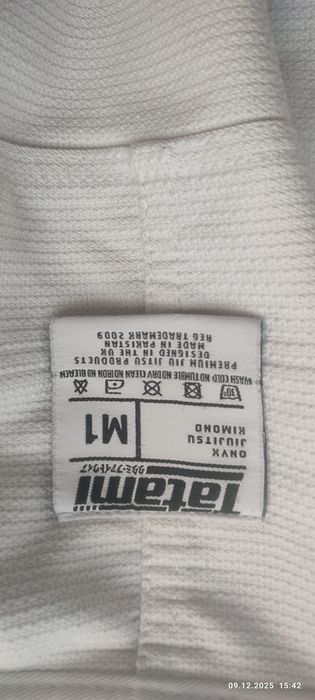 Tatami
ONYX
JIUJITSU
KIMONO
M1
30°
WASH COLD NO TUMBLE NO DRY CLEAN NO IRON NO BLEACH
PREMIUM JIU JITSU PRODUCTS
DESIGNED IN THE UK
MADE IN PAKISTAN
REG TRADEMARK 2009
09.12.2025 15:42